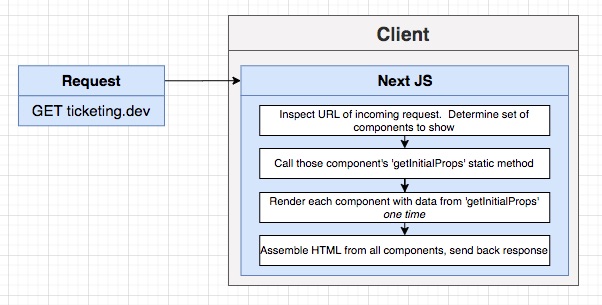 Client
Request
GET ticketing.dev
Next JS
Inspect URL of incoming request.  Determine set of
components to show
Call those component's 'getInitialProps' static method
Render each component with data from 'getInitialProps'
one time
Assemble HTML from all components, send back response